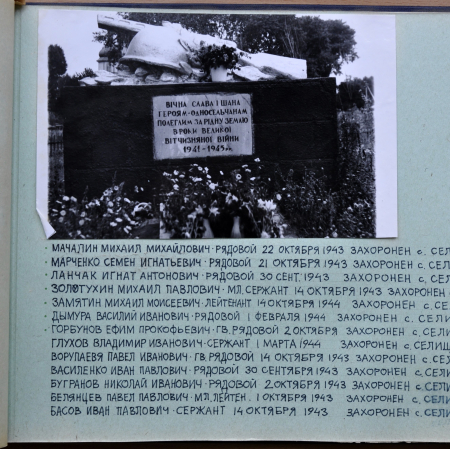 ВІЧНА СЛАВА І ШАНА
ГЕРОЯМ-ОДНОСЕЛЬЧАНАМ
ПОЛЕГЛИМ ЗА РІДНУ ЗЕМЛЮ
В РОКИ ВЕЛИКОЇ
ВІТЧИЗНЯНОЇ ВІЙНИ
1941-1945 р.р.
МАЧАЛИН МИХАИЛ МИХАЙЛОВИЧ · РЯДОВОЙ 22 ОКТЯБРЯ 1943 ЗАХОРОНЕН с. СЕЛИ
МАРЧЕНКО СЕМЕН ИГНАТЬЕВИЧ · РЯДОВОЙ 21 ОКТЯБРЯ 1943 ЗАХОРОНЕН с. СЕЛ
ЛАНЧАК ИГНАТ АНТОНОВИЧ · РЯДОВОЙ 30 СЕНТ. 1943 ЗАХОРОНЕН с. СЕЛИ
ЗОЛОТУХИН МИХАИЛ ПАВЛОВИЧ · МЛ. СЕРЖАНТ 14 ОКТЯБРЯ 1943 ЗАХОРОНЕН
ЗАМЯТИН МИХАИЛ МОИСЕЕВИЧ · ЛЕЙТЕНАНТ 14 ОКТЯБРЯ 1944 ЗАХОРОНЕН с. СЕЛ
ДЫМУРА ВАСИЛИЙ ИВАНОВИЧ · РЯДОВОЙ 1 ФЕВРАЛЯ 1944 ЗАХОРОНЕН с. СЕЛИ
ГОРБУНОВ ЕФИМ ПРОКОФЬЕВИЧ · ГВ. РЯДОВОЙ 2 ОКТЯБРЯ ЗАХОРОНЕН с. СЕЛИ
ГЛУХОВ ВЛАДИМИР ИВАНОВИЧ · СЕРЖАНТ 1 МАРТА 1944 ЗАХОРОНЕН с. СЕЛИЩ
ВОРУПАЕВЯ ПАВЕЛ ИВАНОВИЧ · ГВ. РЯДОВОЙ 14 ОКТЯБРЯ 1943 ЗАХОРОНЕН с. СЕЛ
ВАСИЛЕНКО ИВАН ПАВЛОВИЧ · РЯДОВОЙ 30 СЕНТЯБРЯ 1943 ЗАХОРОНЕН с. СЕЛ
БУГРАНОВ НИКОЛАЙ ИВАНОВИЧ · РЯДОВОЙ 2 ОКТЯБРЯ 1943 ЗАХОРОНЕН с. СЕЛИ
БЕЛЯНЦЕВ ПАВЕЛ ПАВЛОВИЧ · МЛ. ЛЕЙТЕН. 1 ОКТЯБРЯ 1943 ЗАХОРОНЕН с. СЕЛИ
БАСОВ ИВАН ПАВЛОВИЧ · СЕРЖАНТ 14 ОКТЯБРЯ 1943 ЗАХОРОНЕН с. СЕЛИ